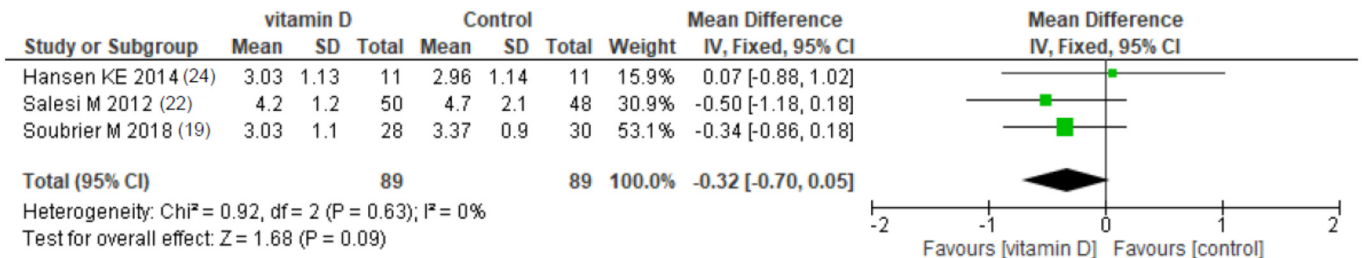 vitamin D Control Mean Difference Mean Difference
Study or Subgroup Mean SD Total Mean SD Total Weight IV, Fixed, 95% CI IV, Fixed, 95% CI
Hansen KE 2014 (24) 3.03 1.13 11 2.96 1.14 11 15.9% 0.07 [-0.88, 1.02]
Salesi M 2012 (22) 4.2 1.2 50 4.7 2.1 48 30.9% -0.50 [-1.18, 0.18]
Soubrier M 2018 (19) 3.03 1.1 28 3.37 0.9 30 53.1% -0.34 [-0.86, 0.18]
Total (95% CI) 89 89 100.0% -0.32 [-0.70, 0.05]
Heterogeneity: Chi² = 0.92, df = 2 (P = 0.63); I² = 0%
Test for overall effect: Z = 1.68 (P = 0.09)
-2 -1 0 1 2
Favours [vitamin D] Favours [control]